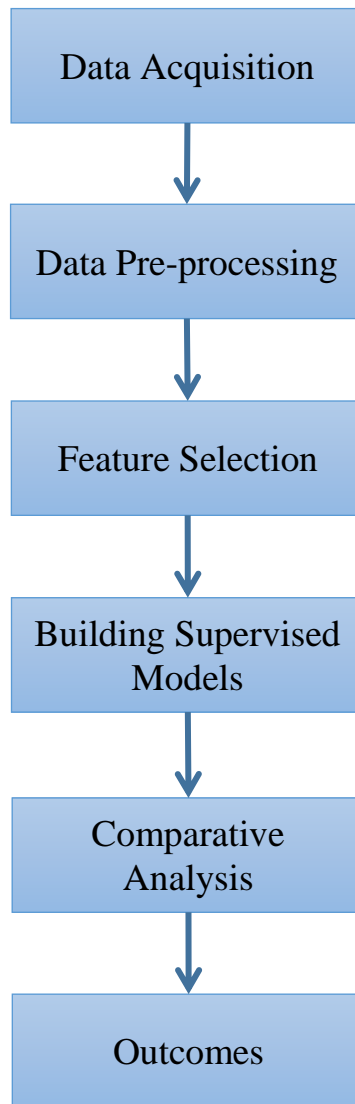 Data Acquisition
Data Pre-processing
Feature Selection
Building Supervised
Models
Comparative
Analysis
Outcomes